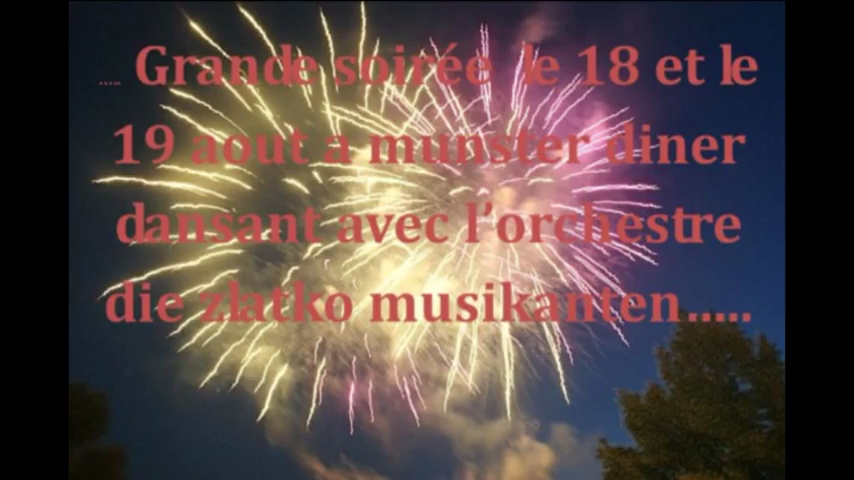 ..... Grande soirée le 18 et le
19 aout a munster diner
dansant avec l’orchestre
die zlatko musikanten.....